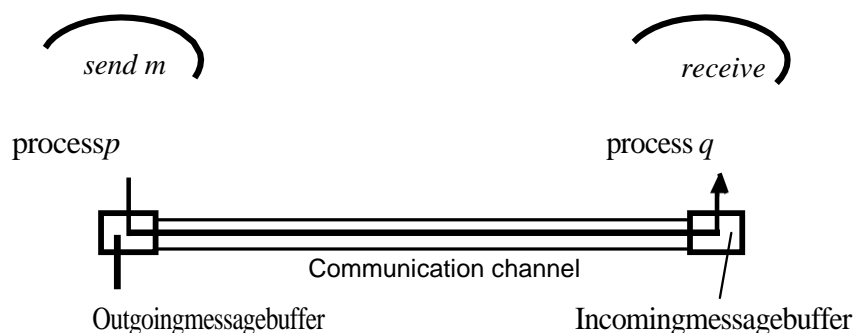 send m
receive
processp
process q
Communication channel
Outgoingmessagebuffer
Incomingmessagebuffer